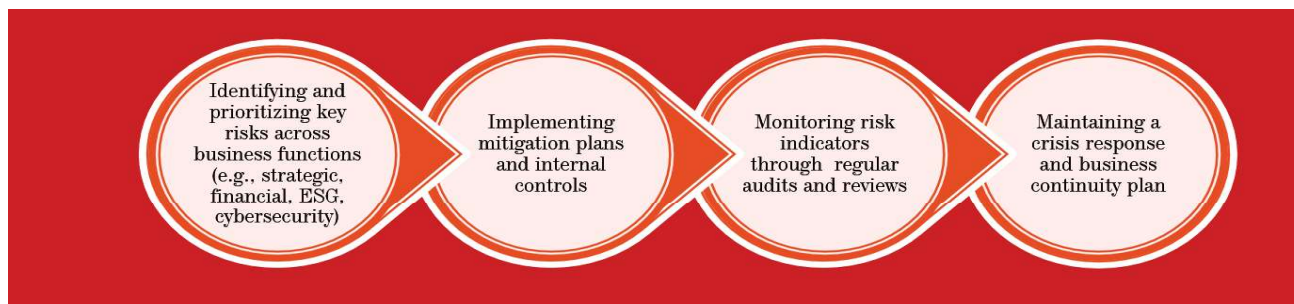 Identifying and
prioritizing key
risks across
business functions
(e.g., strategic,
financial, ESG,
cybersecurity)
Implementing
mitigation plans
and internal
controls
Monitoring risk
indicators
through regular
audits and reviews
Maintaining a
crisis response
and business
continuity plan